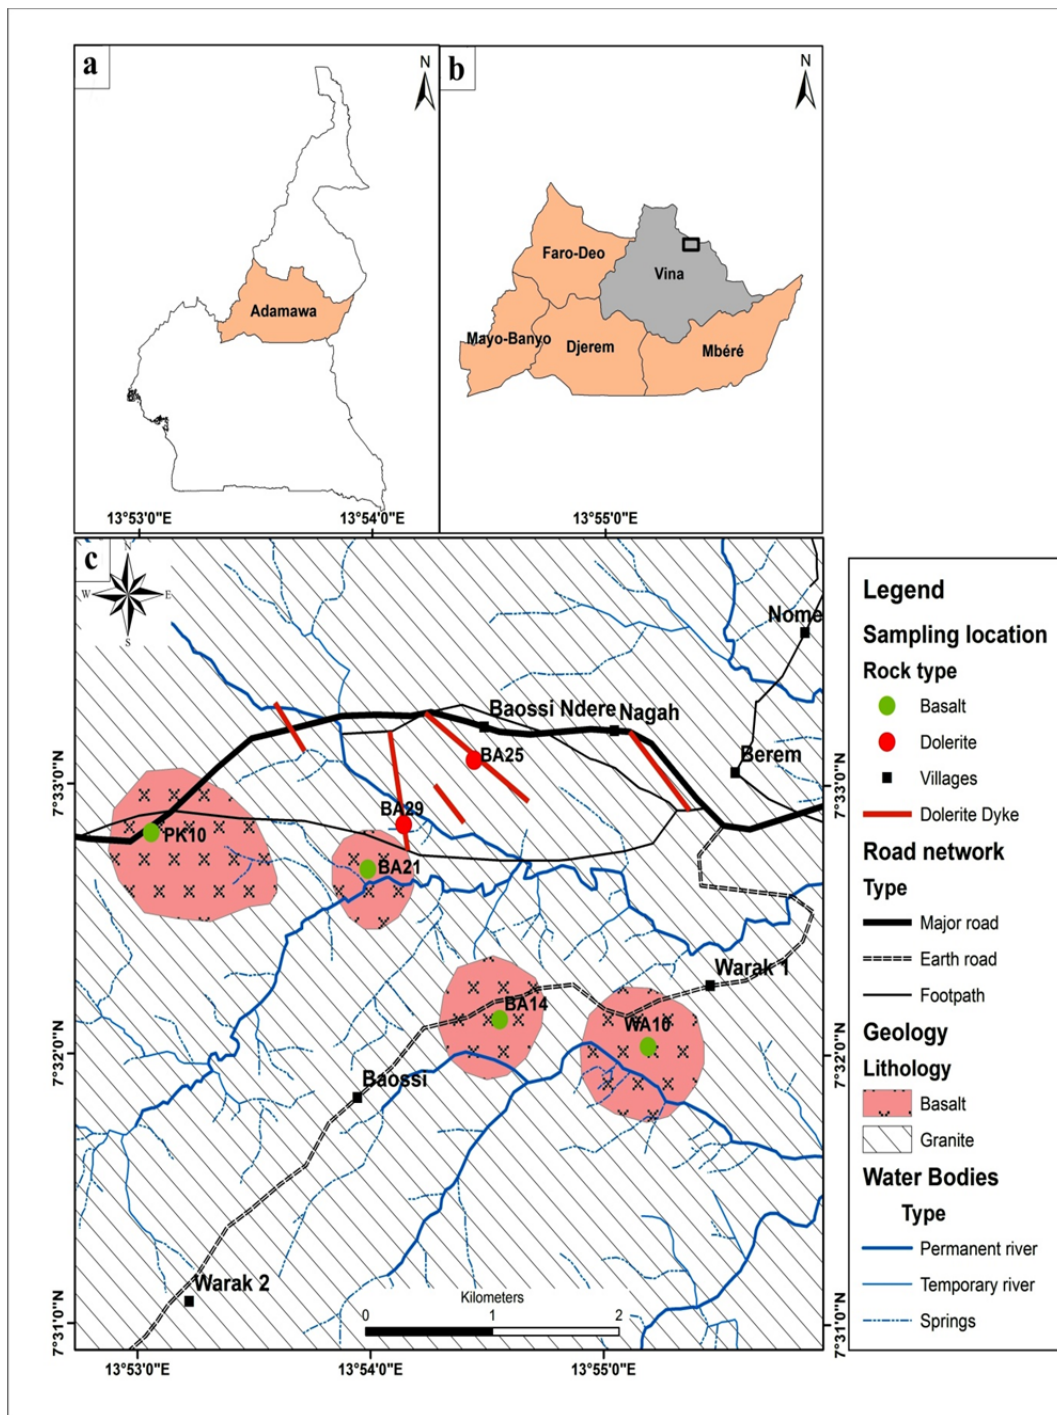 a
N
Adamawa
b
N
Faro-Deo
Vina
Mayo-Banyo
Djerem
Mbéré
13°53'0"E
13°54'0"E
13°55'0"E
c
N
W
E
S
Nome
Baossi Ndere
Nagah
BA25
Berem
7°33'0"N
7°33'0"N
BA29
PK10
BA21
Warak 1
BA14
WA10
7°32'0"N
7°32'0"N
Baossi
Warak 2
Kilometers
0
1
2
7°31'0"N
7°31'0"N
13°53'0"E
13°54'0"E
13°55'0"E
Legend
Sampling location
Rock type
Basalt
Dolerite
Villages
Dolerite Dyke
Road network
Type
Major road
Earth road
Footpath
Geology
Lithology
Basalt
Granite
Water Bodies
Type
Permanent river
Temporary river
Springs